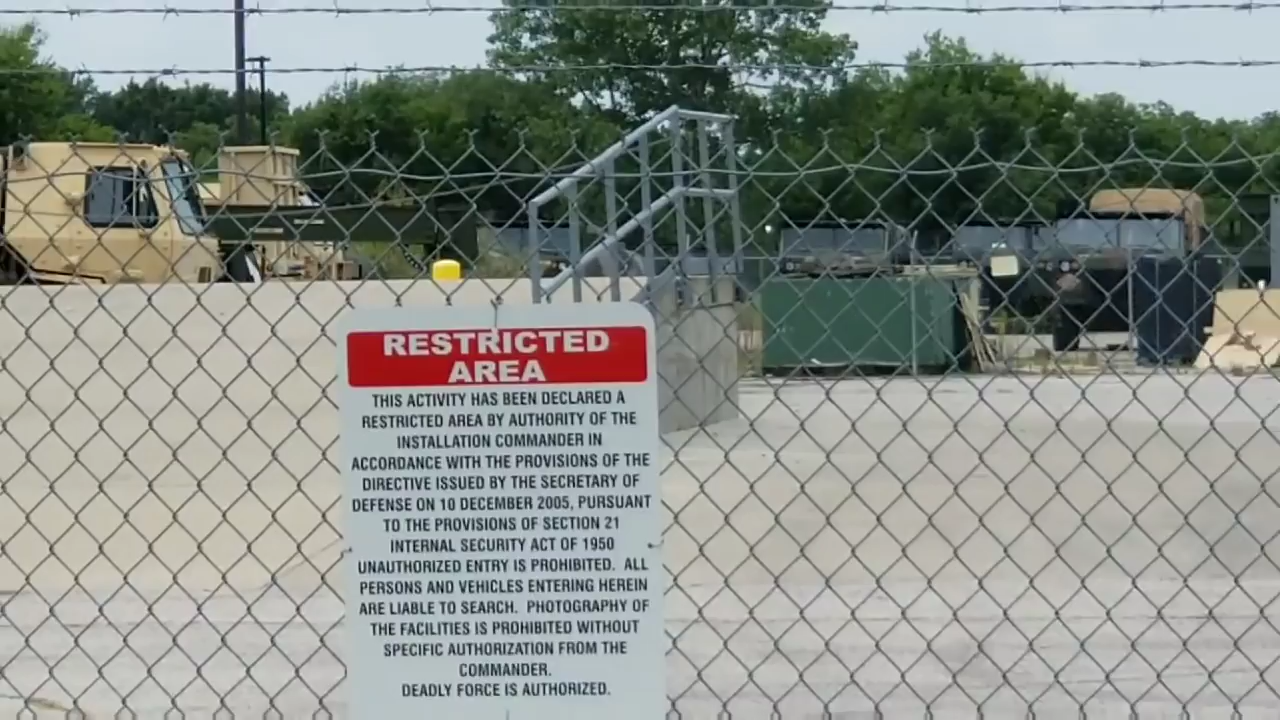 RESTRICTED
AREA
THIS ACTIVITY HAS BEEN DECLARED A
RESTRICTED AREA BY AUTHORITY OF THE
INSTALLATION COMMANDER IN
ACCORDANCE WITH THE PROVISIONS OF THE
DIRECTIVE ISSUED BY THE SECRETARY OF
DEFENSE ON 10 DECEMBER 2005, PURSUANT
TO THE PROVISIONS OF SECTION 21
INTERNAL SECURITY ACT OF 1950
UNAUTHORIZED ENTRY IS PROHIBITED. ALL
PERSONS AND VEHICLES ENTERING HEREIN
ARE LIABLE TO SEARCH. PHOTOGRAPHY OF
THE FACILITIES IS PROHIBITED WITHOUT
SPECIFIC AUTHORIZATION FROM THE
COMMANDER.
DEADLY FORCE IS AUTHORIZED.